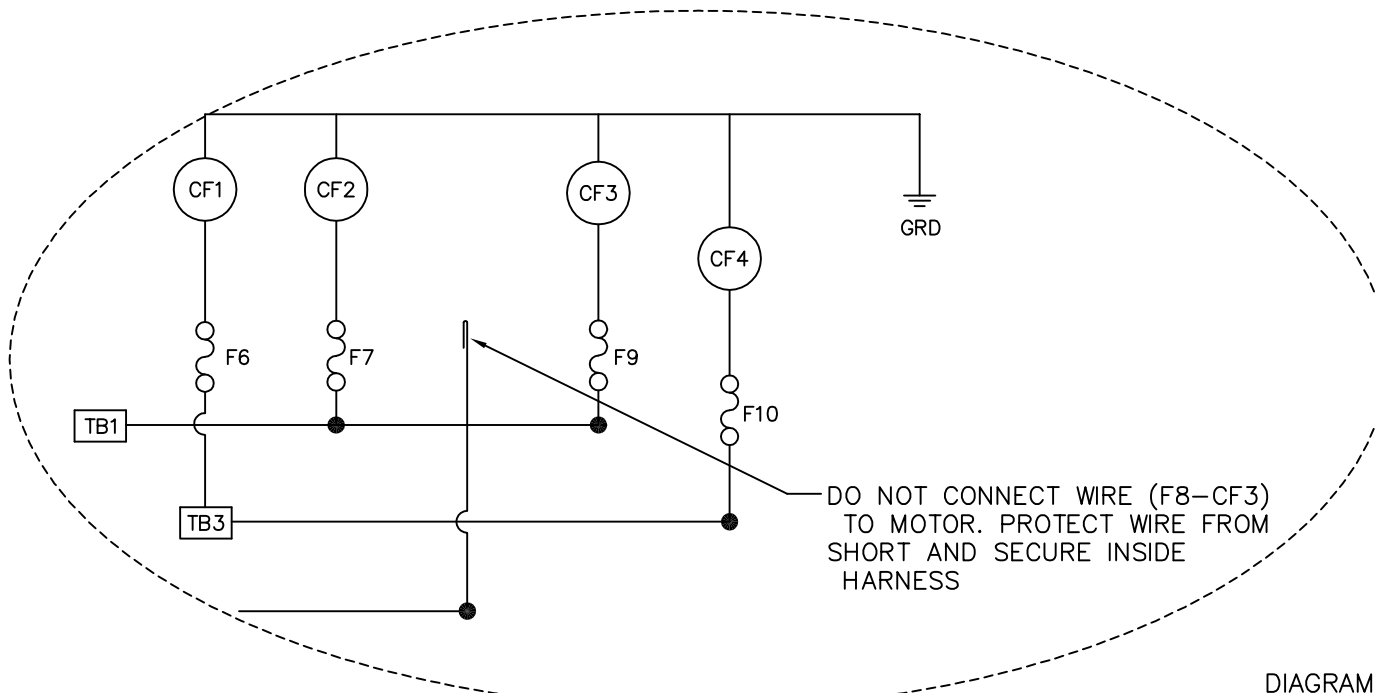 CF1
CF2
CF3
CF4
GRD
F6
F7
F9
F10
TB1
TB3
DO NOT CONNECT WIRE (F8-CF3)
TO MOTOR. PROTECT WIRE FROM
SHORT AND SECURE INSIDE
HARNESS
DIAGRAM